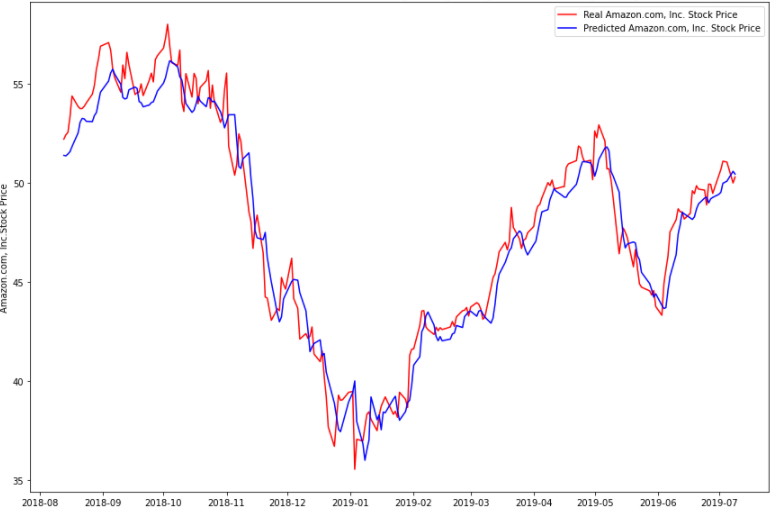 Real Amazon.com, Inc. Stock Price
Predicted Amazon.com, Inc. Stock Price
Amazon.com, Inc Stock Price
55
50
45
40
35
2018-08 2018-09 2018-10 2018-11 2018-12 2019-01 2019-02 2019-03 2019-04 2019-05 2019-06 2019-07